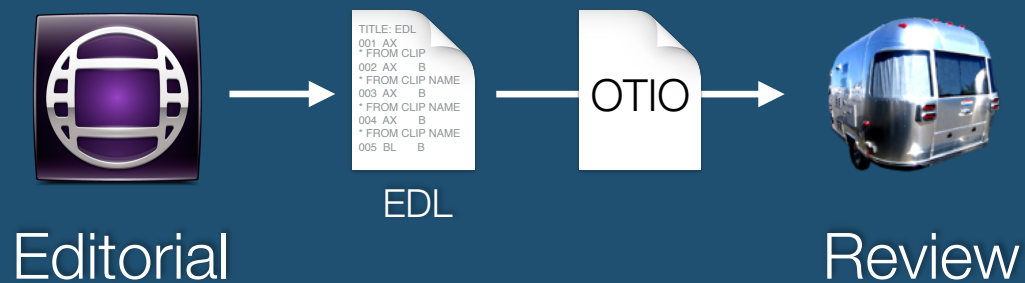 TITLE: EDL
001 AX
* FROM CLIP
002 AX B
* FROM CLIP NAME
003 AX B
* FROM CLIP NAME
004 AX B
* FROM CLIP NAME
005 BL B
OTIO
EDL
Editorial
Review